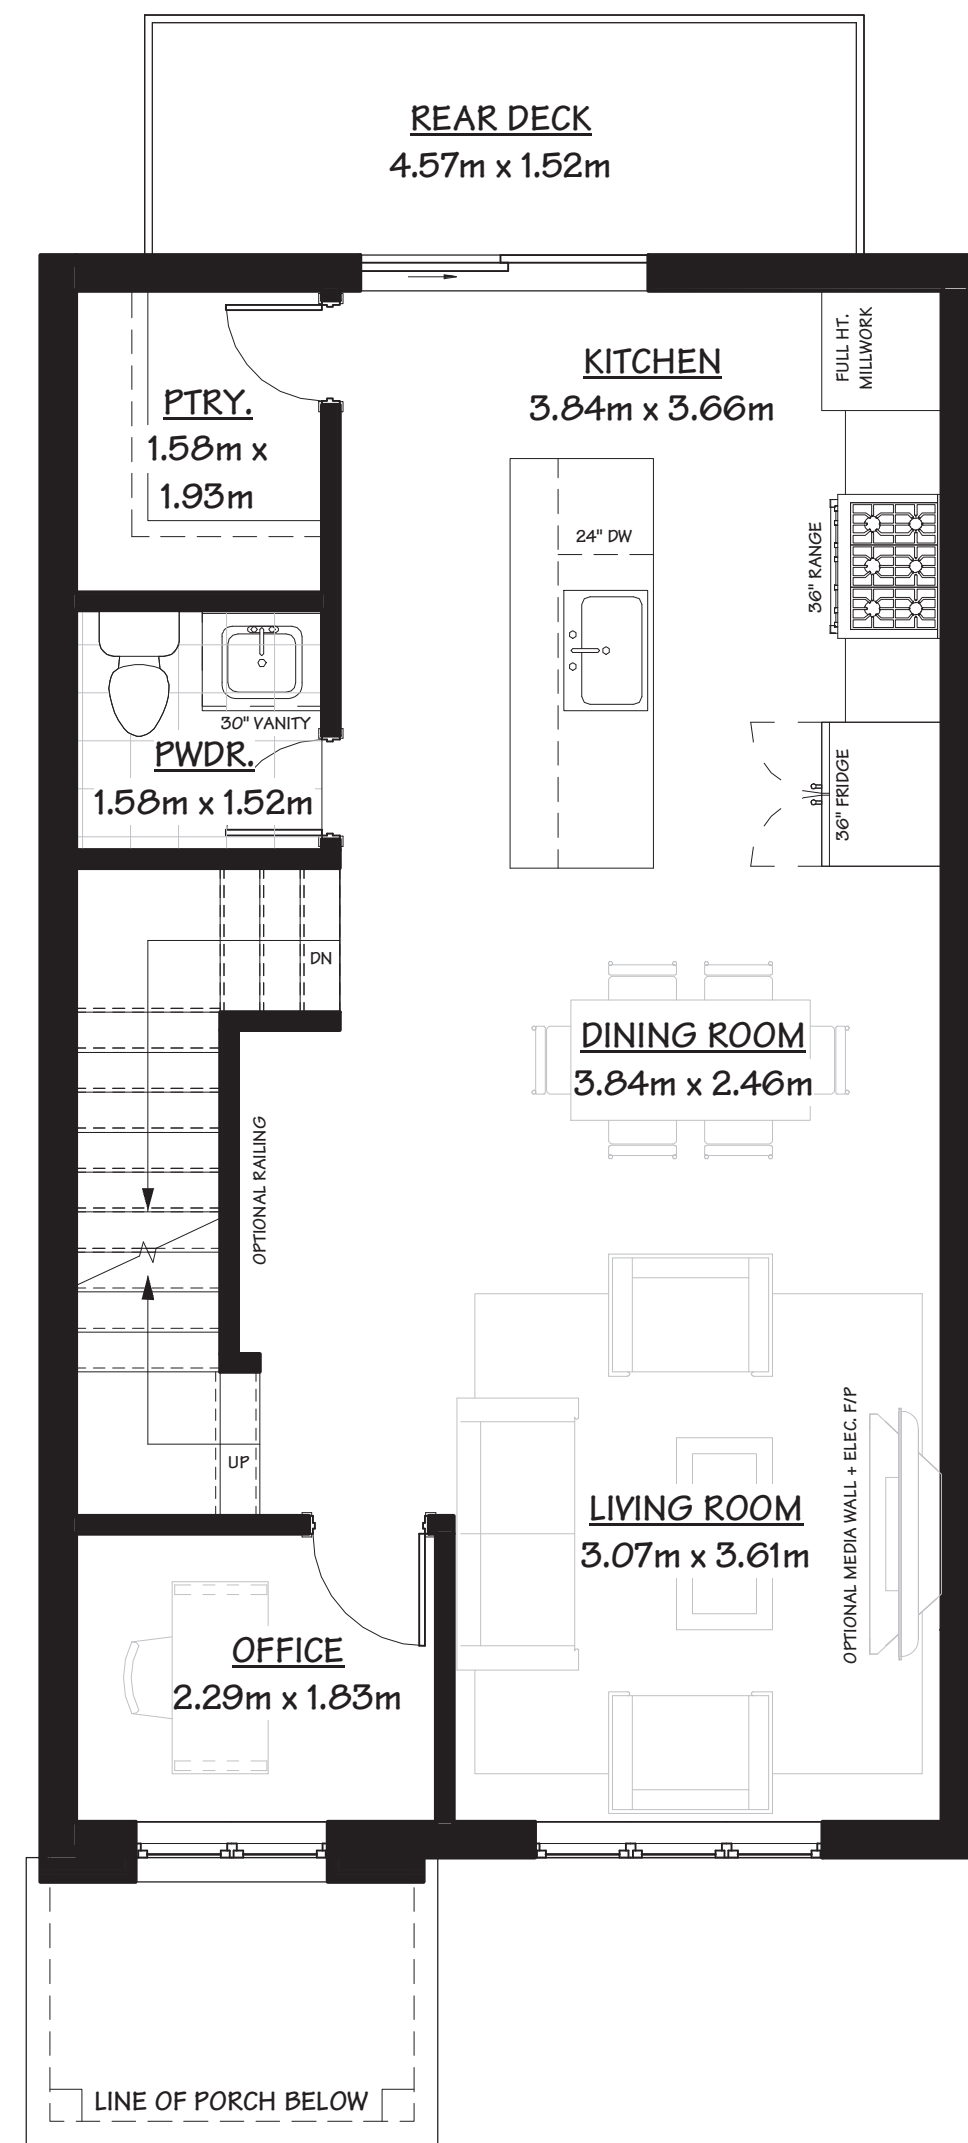 REAR DECK
4.57m x 1.52m
KITCHEN
3.84m x 3.66m
FULL HT.
MILLWORK
PTRY.
1.58m x
1.93m
24" DW
36" RANGE
30" VANITY
PWDR.
1.58m x 1.52m
36" FRIDGE
DN
DINING ROOM
3.84m x 2.46m
OPTIONAL RAILING
UP
LIVING ROOM
3.07m x 3.61m
OPTIONAL MEDIA WALL + ELEC. F/P
OFFICE
2.29m x 1.83m
LINE OF PORCH BELOW